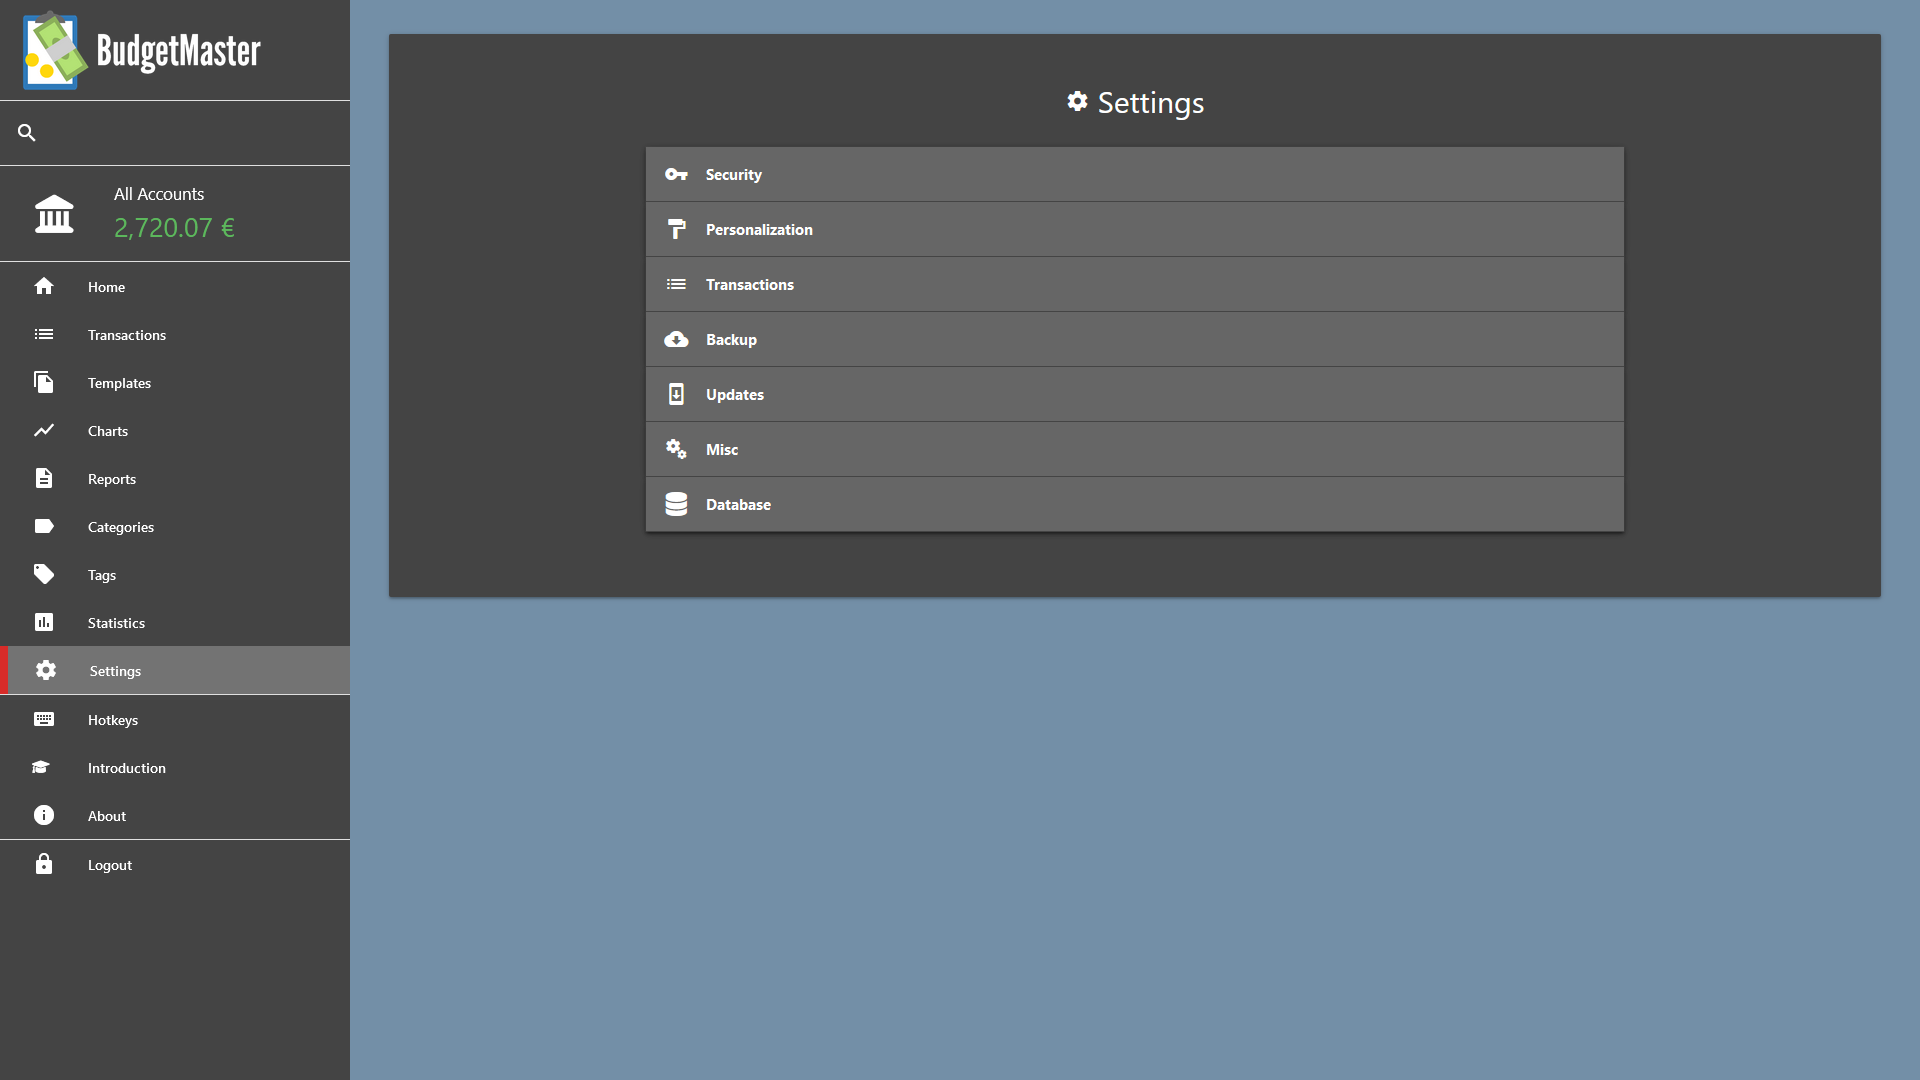 BudgetMaster
All Accounts
2,720.07 €
Home
Transactions
Templates
Charts
Reports
Categories
Tags
Statistics
Settings
Hotkeys
Introduction
About
Logout
Settings
Security
Personalization
Transactions
Backup
Updates
Misc
Database